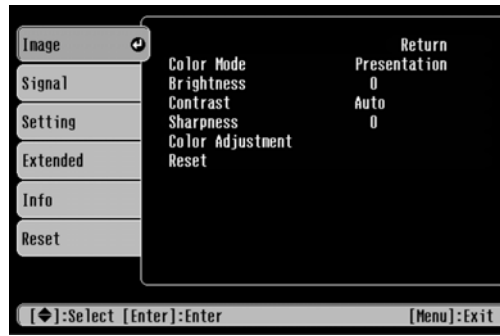 Image
Signal
Setting
Extended
Info
Reset
Return
Color Mode Presentation
Brightness 0
Contrast Auto
Sharpness 0
Color Adjustment
Reset
[◆]:Select [Enter]:Enter [Menu]:Exit